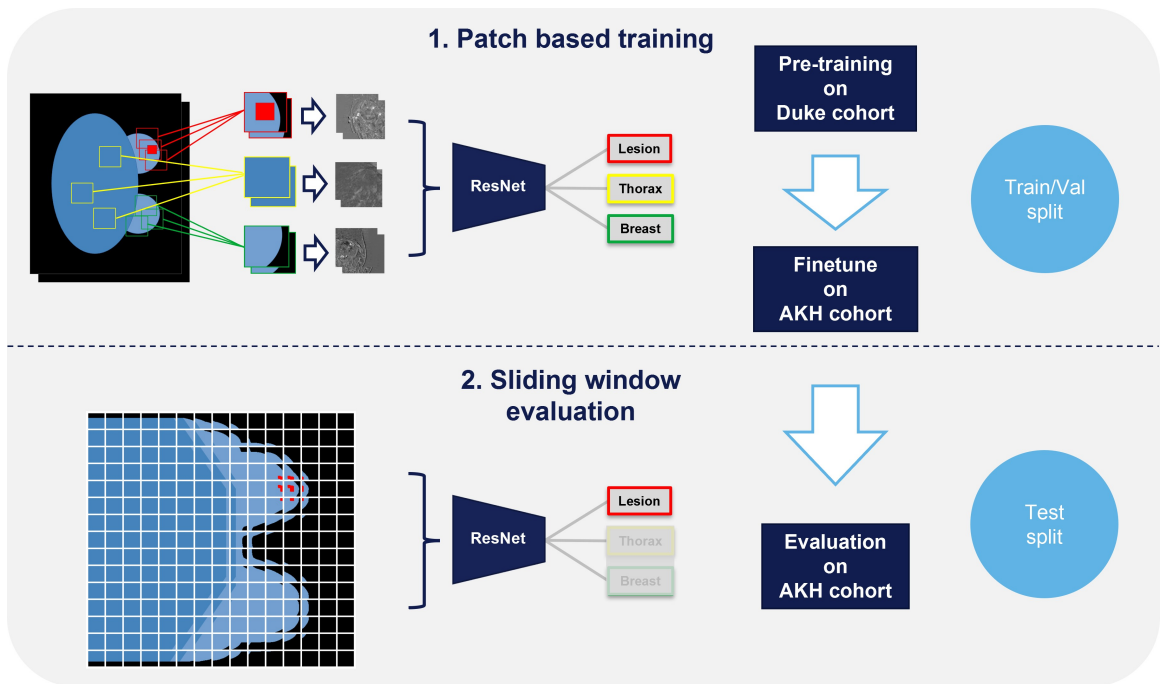 1. Patch based training
Pre-training
on
Duke cohort
Lesion
ResNet
Thorax
Breast
Train/Val
split
Finetune
on
AKH cohort
2. Sliding window
evaluation
Lesion
ResNet
Thorax
Breast
Evaluation
on
AKH cohort
Test
split